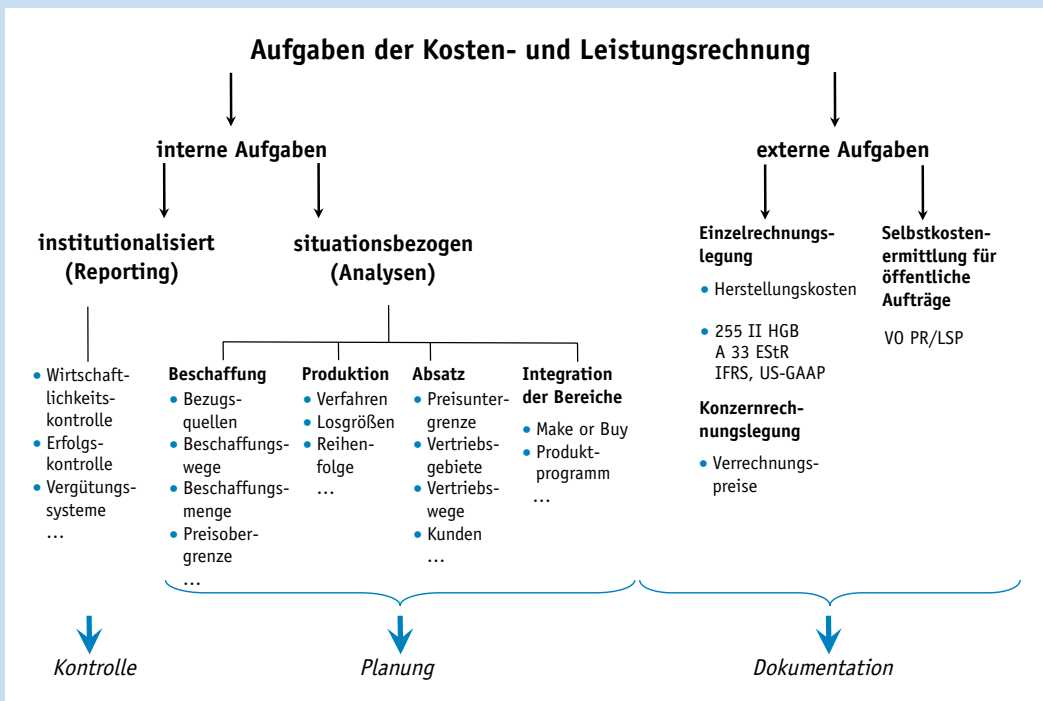 Aufgaben der Kosten- und Leistungsrechnung
interne Aufgaben
externe Aufgaben
institutionalisiert
(Reporting)
situationsbezogen
(Analysen)
• Wirtschaft-
lichkeits-
kontrolle
• Erfolgs-
kontrolle
• Vergütungs-
systeme
...
Beschaffung
• Bezugs-
quellen
• Beschaffungs-
wege
• Beschaffungs-
menge
• Preisober-
grenze
...
Produktion
• Verfahren
• Losgrößen
• Reihen-
folge
...
Absatz
• Preisunter-
grenze
• Vertriebs-
gebiete
• Vertriebs-
wege
• Kunden
...
Integration
der Bereiche
• Make or Buy
• Produkt-
programm
...
Einzelrechnungs-
legung
• Herstellungskosten
• 255 II HGB
A 33 EStR
IFRS, US-GAAP
Konzernrech-
nungslegung
• Verrechnungs-
preise
Selbstkosten-
ermittlung für
öffentliche
Aufträge
VO PR/LSP
Kontrolle
Planung
Dokumentation